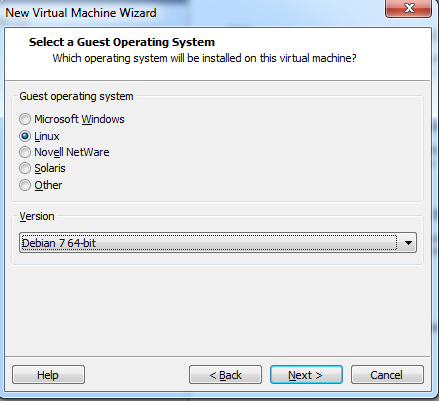 New Virtual Machine Wizard
Select a Guest Operating System
Which operating system will be installed on this virtual machine?
Guest operating system
Microsoft Windows
Linux
Novell NetWare
Solaris
Other
Version
Debian 7 64-bit
Help
< Back
Next >
Cancel